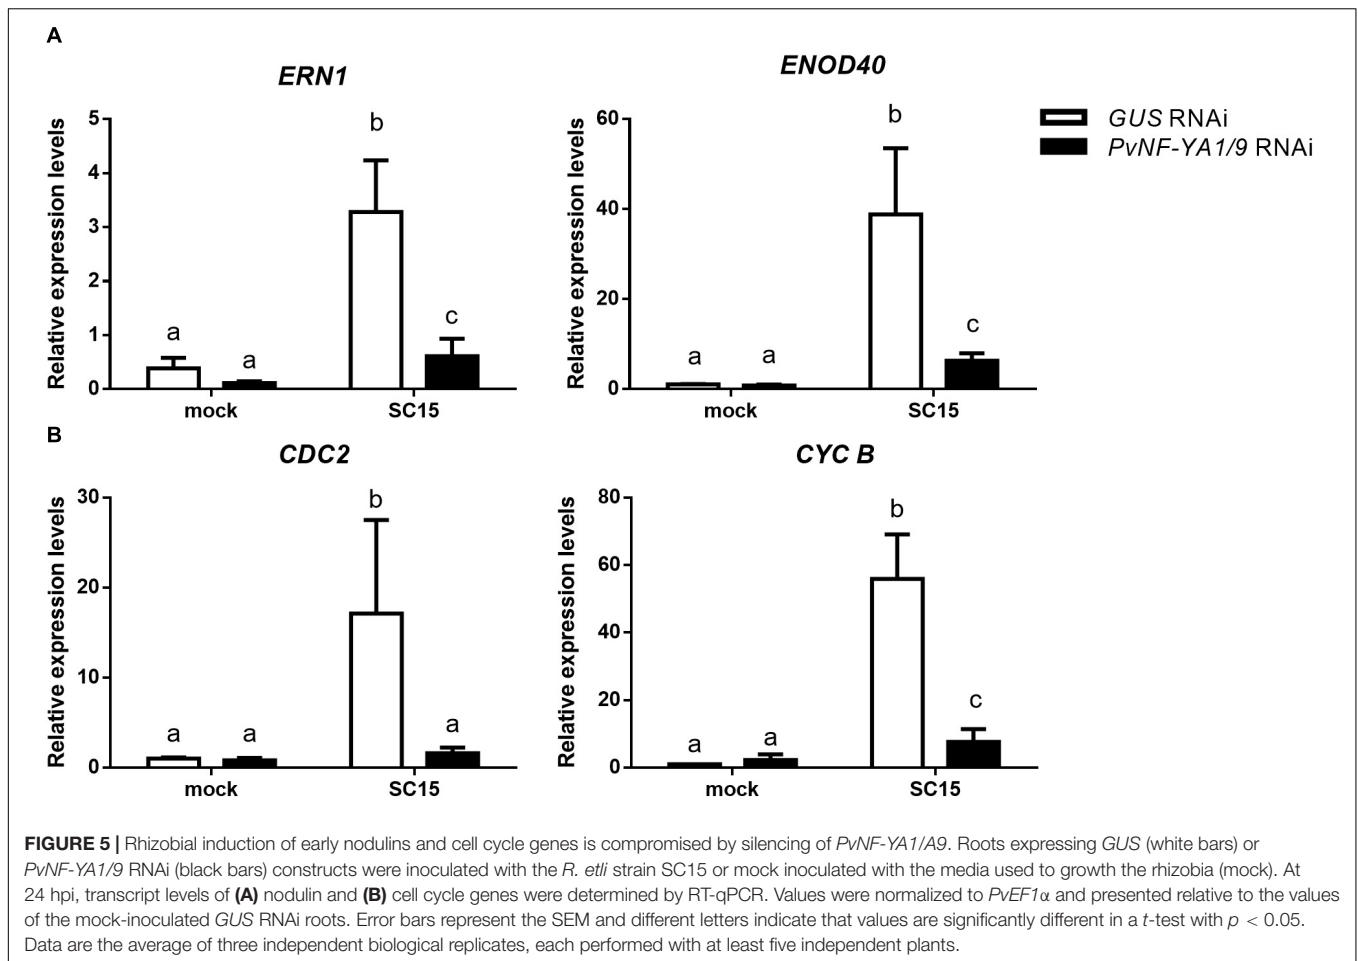 A
ERN1
Relative expression levels
5
4
3
2
1
0
a
a
b
c
mock
SC15
ENOD40
Relative expression levels
60
40
20
0
a
a
b
c
mock
SC15
GUS RNAi
PvNF-YA1/9 RNAi
B
CDC2
Relative expression levels
30
20
10
0
a
a
b
a
mock
SC15
CYC B
Relative expression levels
80
60
40
20
0
a
a
b
c
mock
SC15
FIGURE 5 | Rhizobial induction of early nodulins and cell cycle genes is compromised by silencing of PvNF-YA1/A9. Roots expressing GUS (white bars) or
PvNF-YA1/9 RNAi (black bars) constructs were inoculated with the R. etli strain SC15 or mock inoculated with the media used to growth the rhizobia (mock). At
24 hpi, transcript levels of (A) nodulin and (B) cell cycle genes were determined by RT-qPCR. Values were normalized to PvEF1α and presented relative to the values
of the mock-inoculated GUS RNAi roots. Error bars represent the SEM and different letters indicate that values are significantly different in a t-test with p < 0.05.
Data are the average of three independent biological replicates, each performed with at least five independent plants.